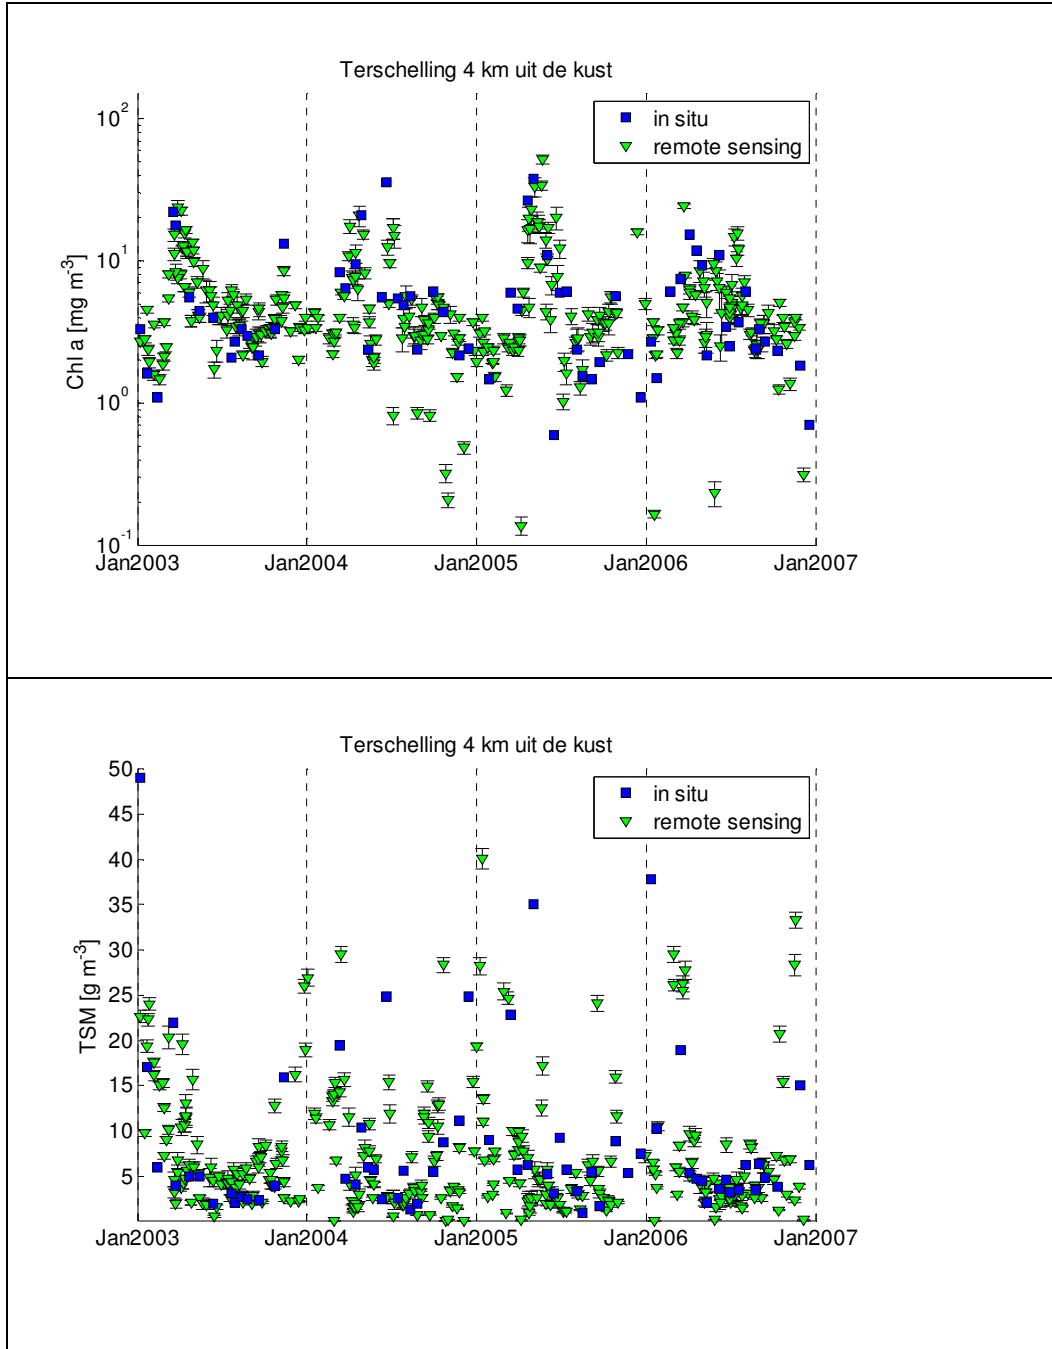 Terschelling 4 km uit de kust
in situ
remote sensing
Chl a [mg m⁻³]
10²
10¹
10⁰
10⁻¹
Jan2003 Jan2004 Jan2005 Jan2006 Jan2007
Terschelling 4 km uit de kust
in situ
remote sensing
TSM [g m⁻³]
50
45
40
35
30
25
20
15
10
5
Jan2003 Jan2004 Jan2005 Jan2006 Jan2007